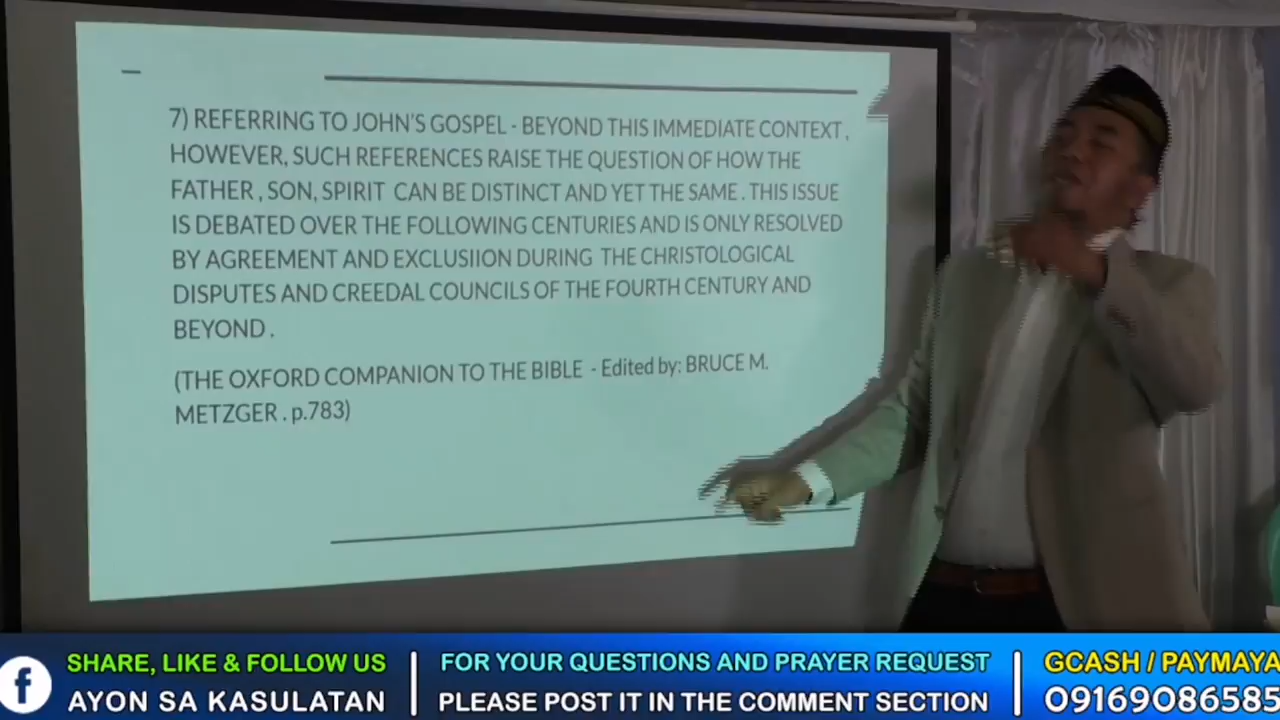 7) REFERRING TO JOHN'S GOSPEL - BEYOND THIS IMMEDIATE CONTEXT ,
HOWEVER, SUCH REFERENCES RAISE THE QUESTION OF HOW THE
FATHER , SON, SPIRIT CAN BE DISTINCT AND YET THE SAME . THIS ISSUE
IS DEBATED OVER THE FOLLOWING CENTURIES AND IS ONLY RESOLVED
BY AGREEMENT AND EXCLUSIION DURING THE CHRISTOLOGICAL
DISPUTES AND CREEDAL COUNCILS OF THE FOURTH CENTURY AND
BEYOND .
(THE OXFORD COMPANION TO THE BIBLE - Edited by: BRUCE M.
METZGER . p.783)
f
SHARE, LIKE & FOLLOW US
AYON SA KASULATAN
FOR YOUR QUESTIONS AND PRAYER REQUEST
PLEASE POST IT IN THE COMMENT SECTION
GCASH / PAYMAYA
09169086585